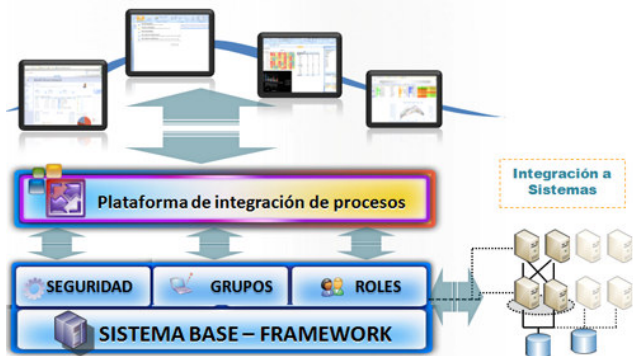 Plataforma de integración de procesos
Integración a
Sistemas
SEGURIDAD
GRUPOS
ROLES
SISTEMA BASE – FRAMEWORK